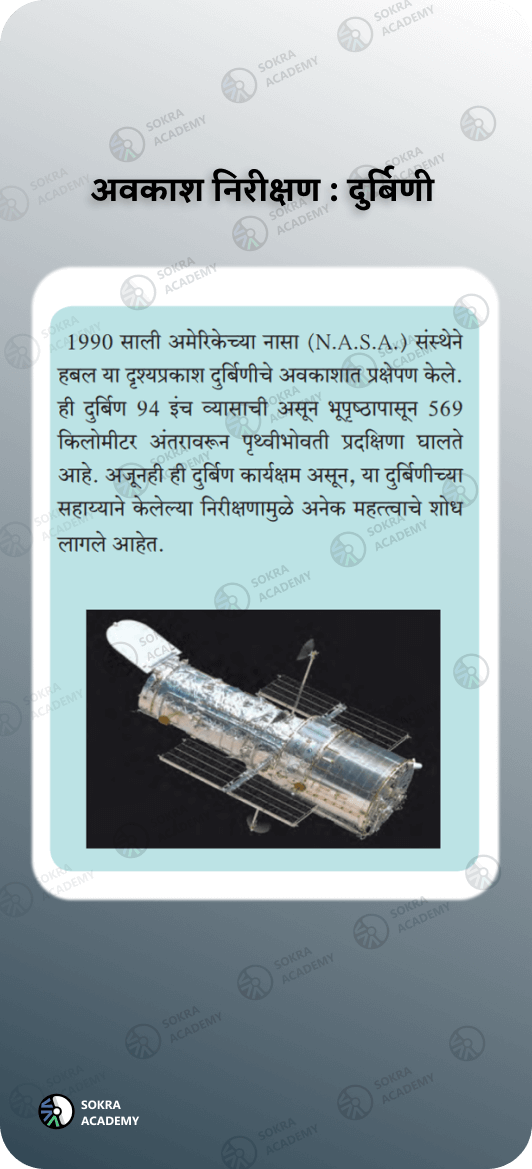 अवकाश निरीक्षण : दुर्बिणी
1990 साली अमेरिकेच्या नासा (N.A.S.A.) संस्थेने
हबल या दृश्यप्रकाश दुर्बिणीचे अवकाशात प्रक्षेपण केले.
ही दुर्बिण 94 इंच व्यासाची असून भूपृष्ठापासून 569
किलोमीटर अंतरावरून पृथ्वीभोवती प्रदक्षिणा घालते
आहे. अजूनही ही दुर्बिण कार्यक्षम असून, या दुर्बिणीच्या
सहाय्याने केलेल्या निरीक्षणामुळे अनेक महत्त्वाचे शोध
लागले आहेत.
SOKRA
ACADEMY